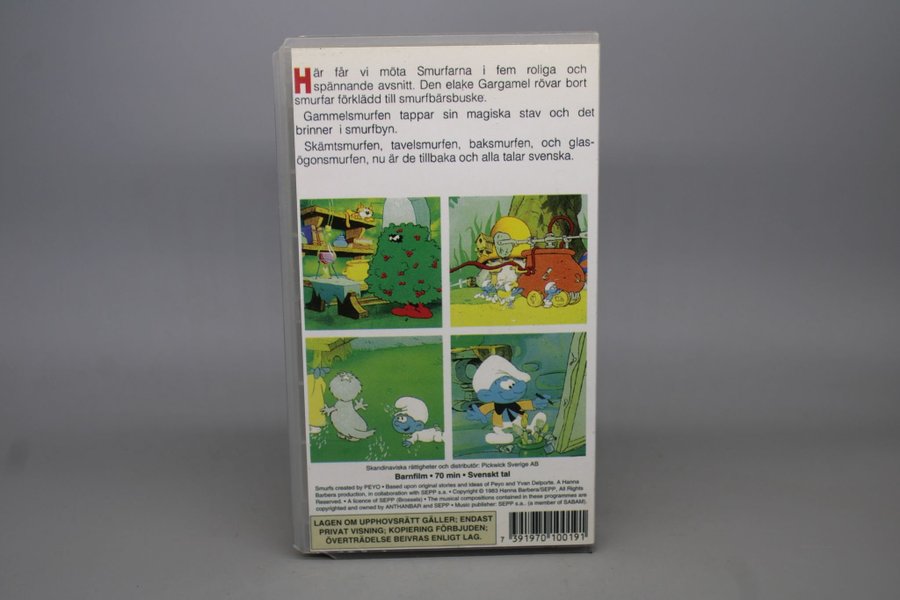 Här får vi möta Smurfarna i fem roliga och
spännande avsnitt. Den elake Gargamel rövar bort
smurfar förklädd till smurfbärsbuske.
Gammelsmurfen tappar sin magiska stav och det
brinner i smurfbyn.
Skämtsmurfen, tavelsmurfen, baksmurfen, och glas-
ögonsmurfen, nu är de tillbaka och alla talar svenska.
Skandinaviska rättigheter och distributör: Pickwick Sverige AB
Barnfilm • 70 min • Svenskt tal
Smurfs created by PEYO • Based upon original stories and ideas of Peyo and Yvan Delporte. A Hanna
Barbera production, in collaboration with SEPP s.a. • Copyright © 1983 Hanna Barbera/SEPP, All Rights
Reserved. • A licence of SEPP (Brussels) • The musical compositions contained in these programmes are
copyrighted and owned by ANTHANBAR and SEPP • Music publisher: SEPP s.a.. (a member of SABAM).
LAGEN OM UPPHOVSRÄTT GÄLLER; ENDAST
PRIVAT VISNING; KOPIERING FÖRBJUDEN;
ÖVERTRÄDELSE BEIVRAS ENLIGT LAG.
7 391970 100191